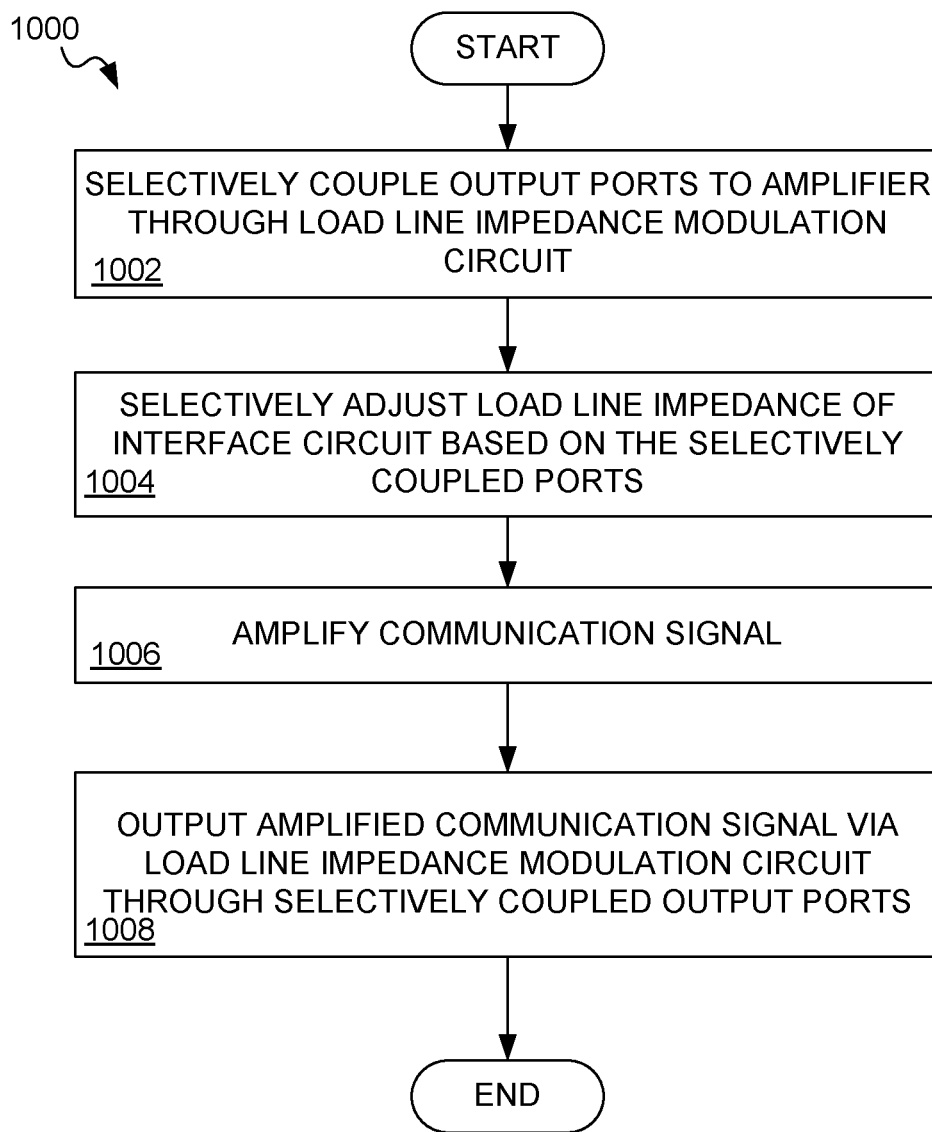 1000
START
SELECTIVELY COUPLE OUTPUT PORTS TO AMPLIFIER
THROUGH LOAD LINE IMPEDANCE MODULATION
CIRCUIT
1002
SELECTIVELY ADJUST LOAD LINE IMPEDANCE OF
INTERFACE CIRCUIT BASED ON THE SELECTIVELY
COUPLED PORTS
1004
AMPLIFY COMMUNICATION SIGNAL
1006
OUTPUT AMPLIFIED COMMUNICATION SIGNAL VIA
LOAD LINE IMPEDANCE MODULATION CIRCUIT
THROUGH SELECTIVELY COUPLED OUTPUT PORTS
1008
END